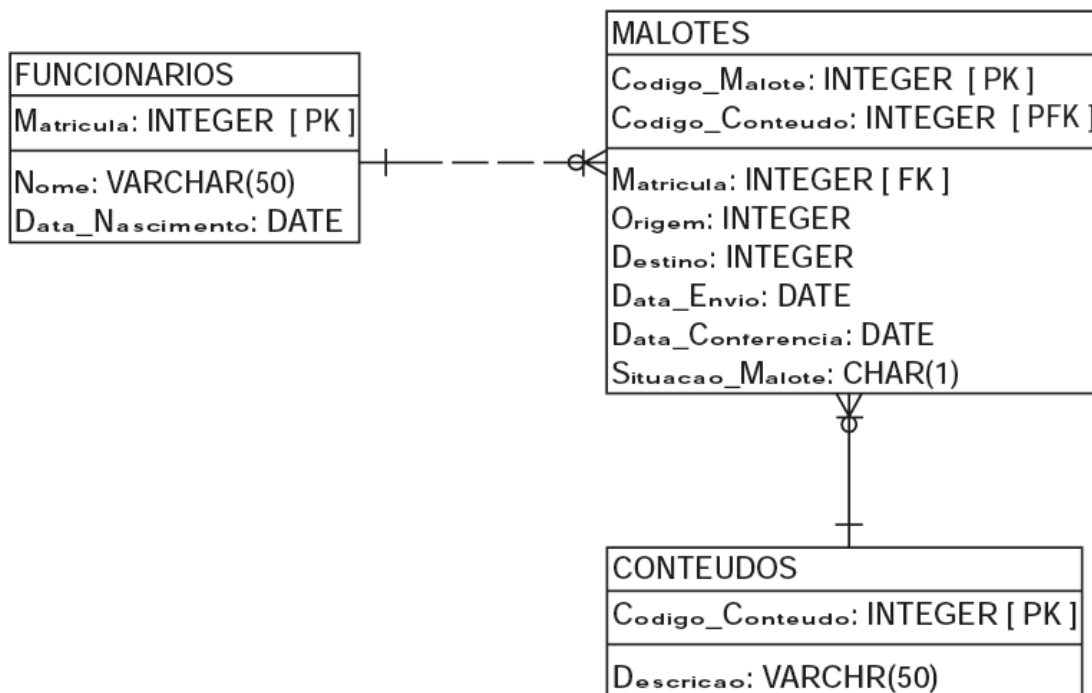 FUNCIONARIOS
Matricula: INTEGER [ PK ]
Nome: VARCHAR(50)
Data_Nascimento: DATE
MALOTES
Codigo_Malote: INTEGER [ PK ]
Codigo_Conteudo: INTEGER [ PFK ]
Matricula: INTEGER [ FK ]
Origem: INTEGER
Destino: INTEGER
Data_Envio: DATE
Data_Conferencia: DATE
Situacao_Malote: CHAR(1)
CONTEUDOS
Codigo_Conteudo: INTEGER [ PK ]
Descricao: VARCHR(50)